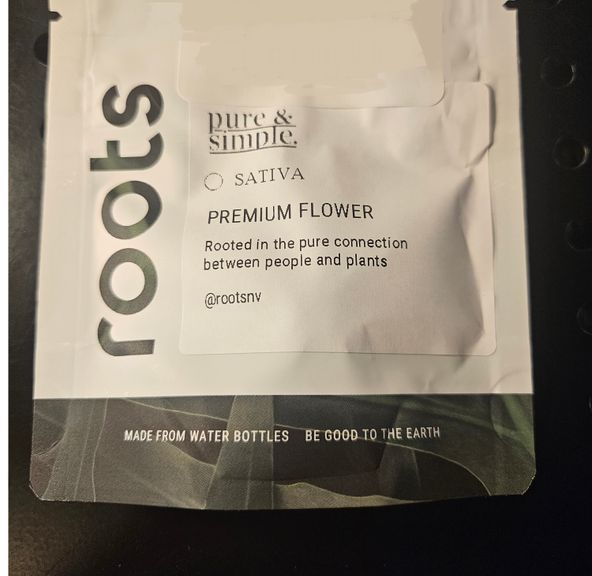 roots
pure &
simple.
SATIVA
PREMIUM FLOWER
Rooted in the pure connection
between people and plants
@rootsnv
MADE FROM WATER BOTTLES BE GOOD TO THE EARTH